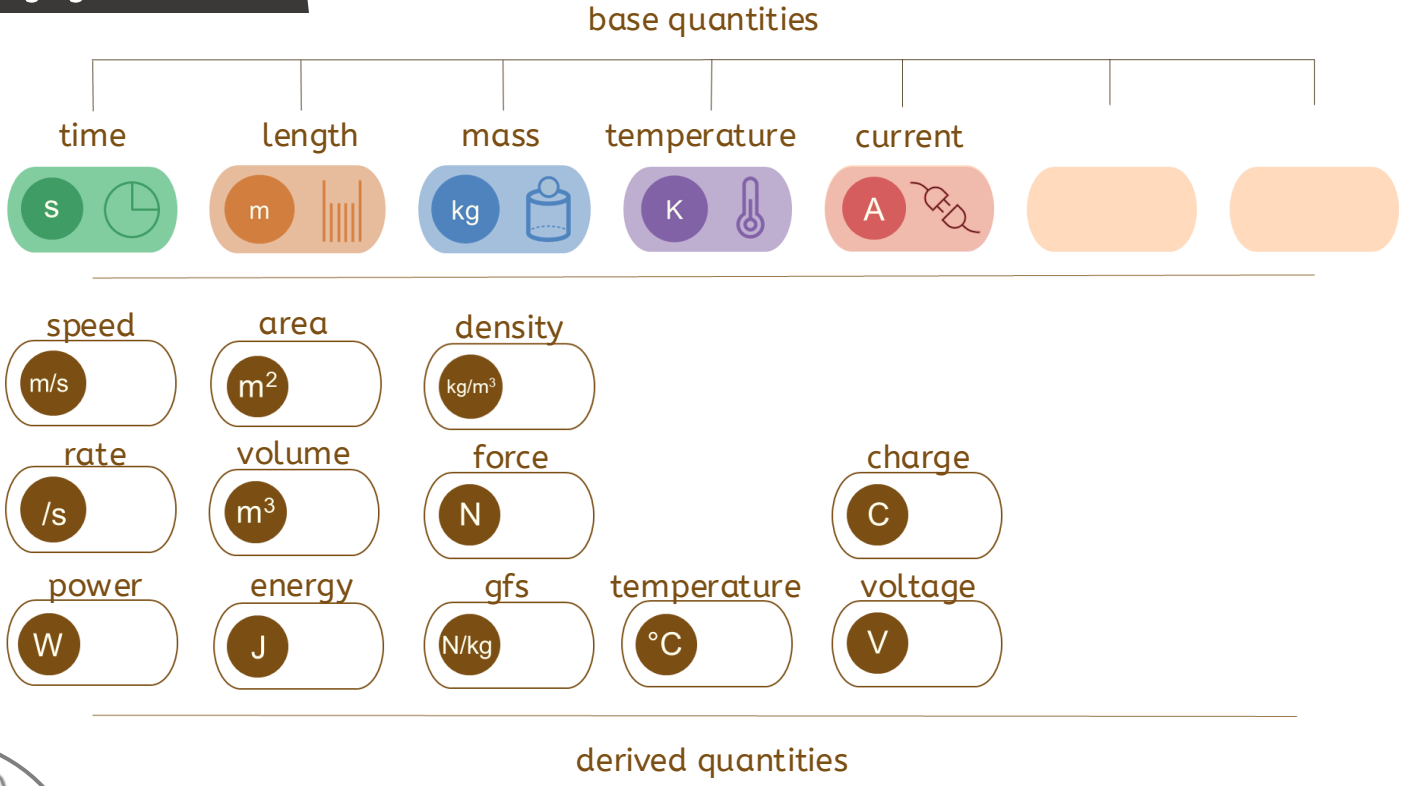 base quantities
time length mass temperature current
s m kg K A
speed area density
m/s m² kg/m³
rate volume force charge
/s m³ N C
power energy gfs temperature voltage
W J N/kg °C V
derived quantities